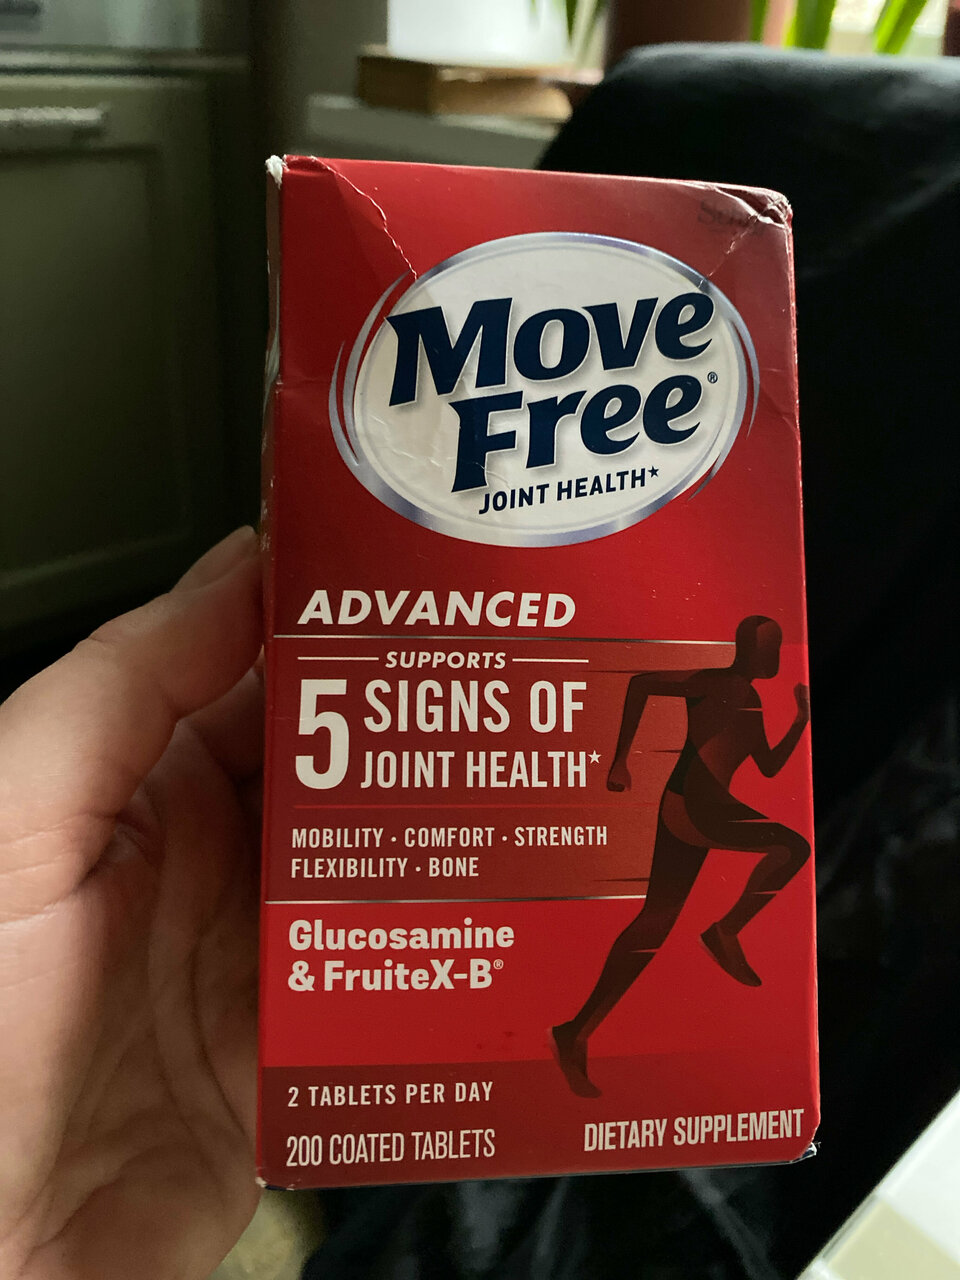 Move
Free®
JOINT HEALTH★
ADVANCED
SUPPORTS
5 SIGNS OF
JOINT HEALTH★
MOBILITY · COMFORT · STRENGTH
FLEXIBILITY · BONE
Glucosamine
& FruiteX-B®
2 TABLETS PER DAY
200 COATED TABLETS
DIETARY SUPPLEMENT